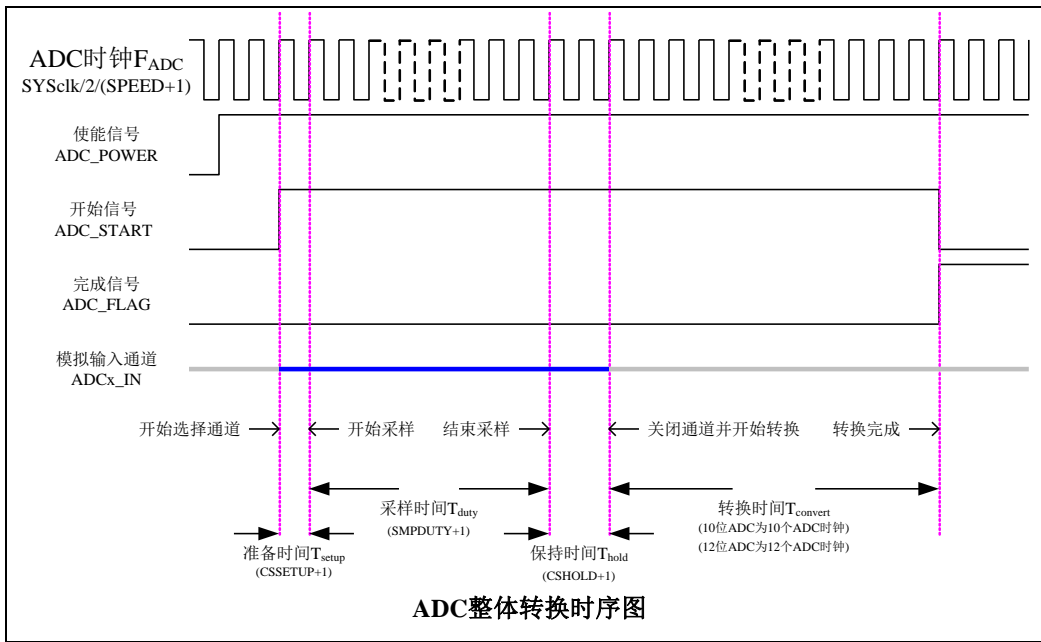 ADC时钟FADC
SYSclk/2/(SPEED+1)
使能信号
ADC_POWER
开始信号
ADC_START
完成信号
ADC_FLAG
模拟输入通道
ADCx_IN
开始选择通道
开始采样
结束采样
关闭通道并开始转换
转换完成
采样时间Tduty
(SMPDUTY+1)
转换时间Tconvert
(10位ADC为10个ADC时钟)
(12位ADC为12个ADC时钟)
准备时间Tsetup
(CSSETUP+1)
保持时间Thold
(CSHOLD+1)
ADC整体转换时序图